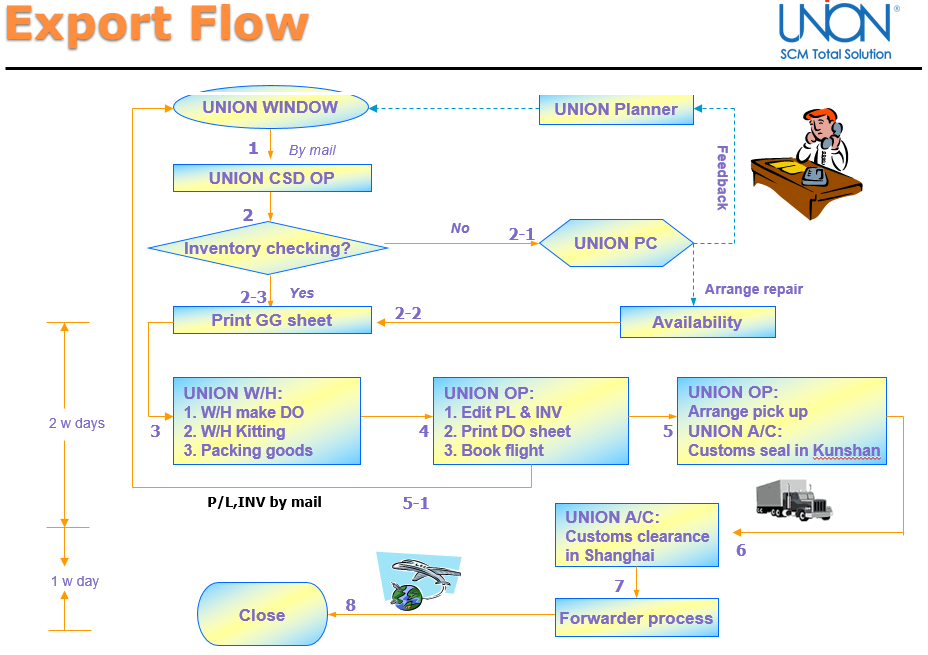 Export Flow
UNION®
SCM Total Solution
UNION WINDOW
UNION Planner
1
By mail
Feedback
UNION CSD OP
2
No
2-1
Inventory checking?
UNION PC
2-3
Yes
Arrange repair
Print GG sheet
2-2
Availability
2 w days
UNION W/H:
1. W/H make DO
2. W/H Kitting
3. Packing goods
3
UNION OP:
1. Edit PL & INV
2. Print DO sheet
3. Book flight
4
UNION OP:
Arrange pick up
UNION A/C:
Customs seal in Kunshan
5
P/L,INV by mail
5-1
UNION A/C:
Customs clearance
in Shanghai
6
1 w day
7
Close
8
Forwarder process